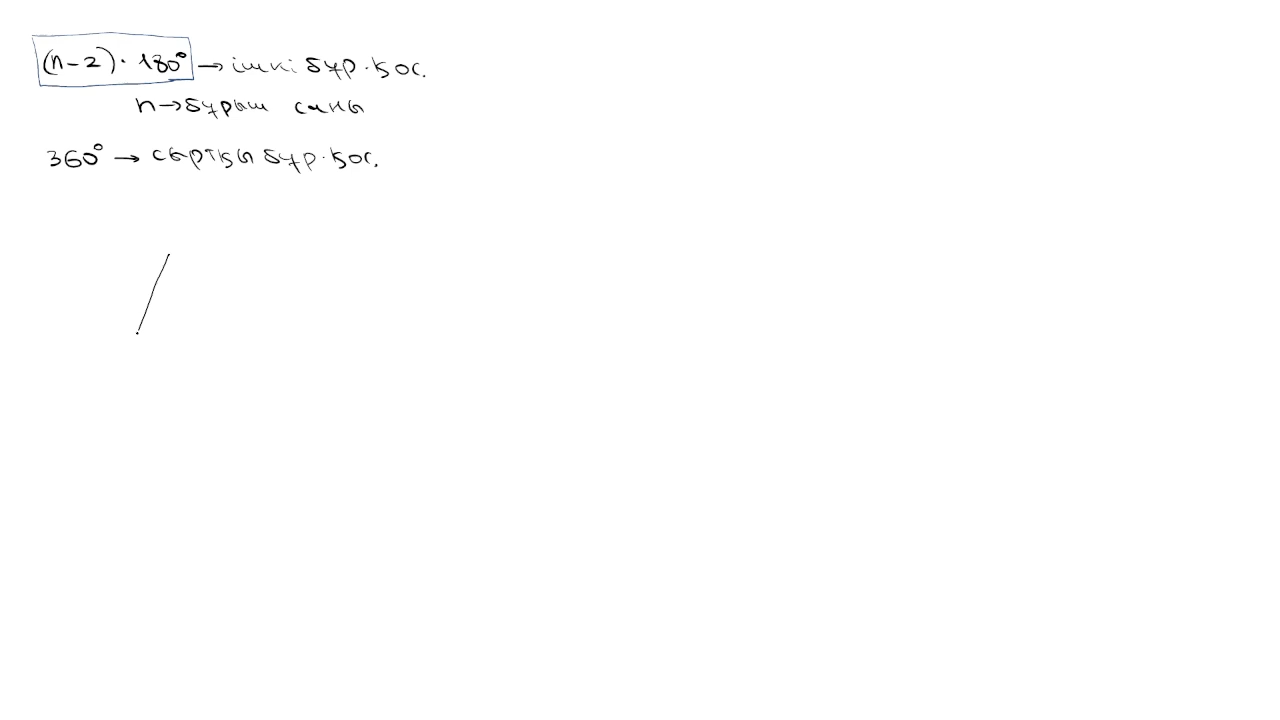 (n-2)·180° → ішкі бұр. қос.
n → бұрыш саны
360° → сыртқы бұр. қос.